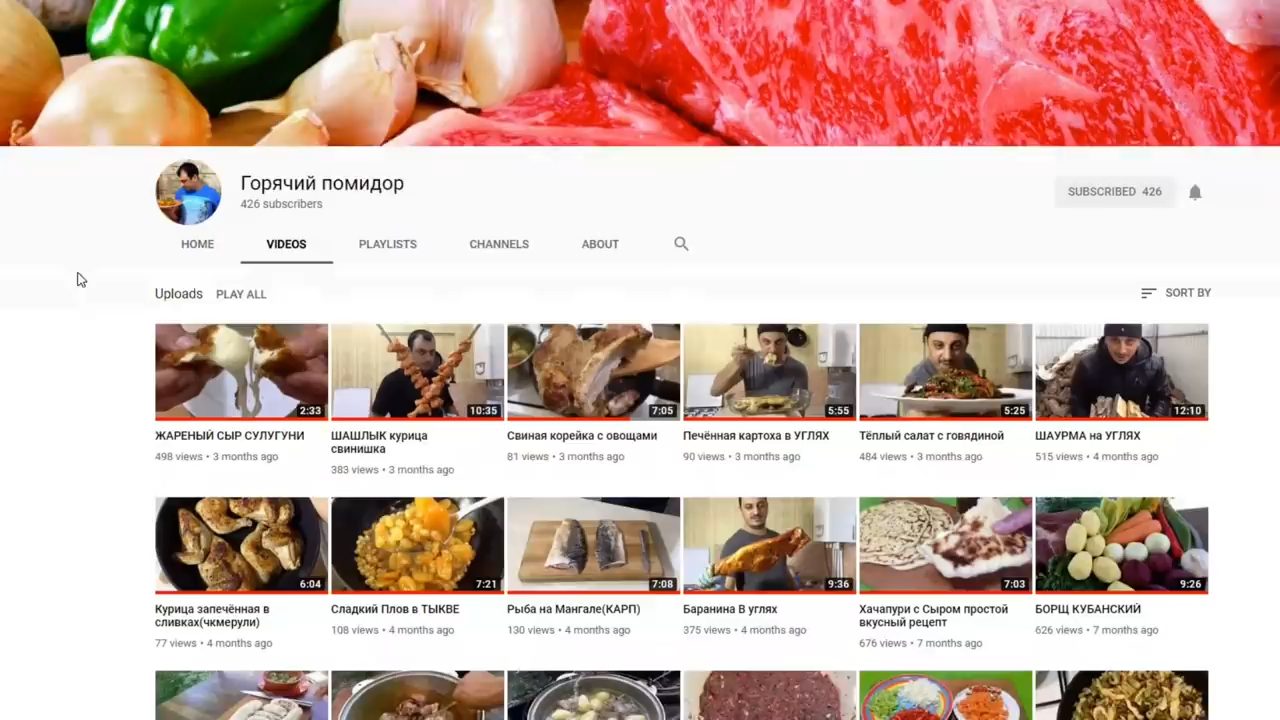 Горячий помидор
426 subscribers
SUBSCRIBED 426
HOME VIDEOS PLAYLISTS CHANNELS ABOUT
Uploads PLAY ALL SORT BY
2:33 10:35 7:05 5:55 5:25 12:10
ЖАРЕНЫЙ СЫР СУЛУГУНИ
498 views • 3 months ago
ШАШЛЫК курица
свинишка
383 views • 3 months ago
Свиная корейка с овощами
81 views • 3 months ago
Печённая картоха в УГЛЯХ
90 views • 3 months ago
Тёплый салат с говядиной
484 views • 3 months ago
ШАУРМА на УГЛЯХ
515 views • 4 months ago
6:04 7:21 7:08 9:36 7:03 9:26
Курица запечённая в
сливках(чкмерули)
77 views • 4 months ago
Сладкий Плов в ТЫКВЕ
108 views • 4 months ago
Рыба на Мангале(КАРП)
130 views • 4 months ago
Баранина В углях
375 views • 4 months ago
Хачапури с Сыром простой
вкусный рецепт
676 views • 7 months ago
БОРЩ КУБАНСКИЙ
626 views • 7 months ago